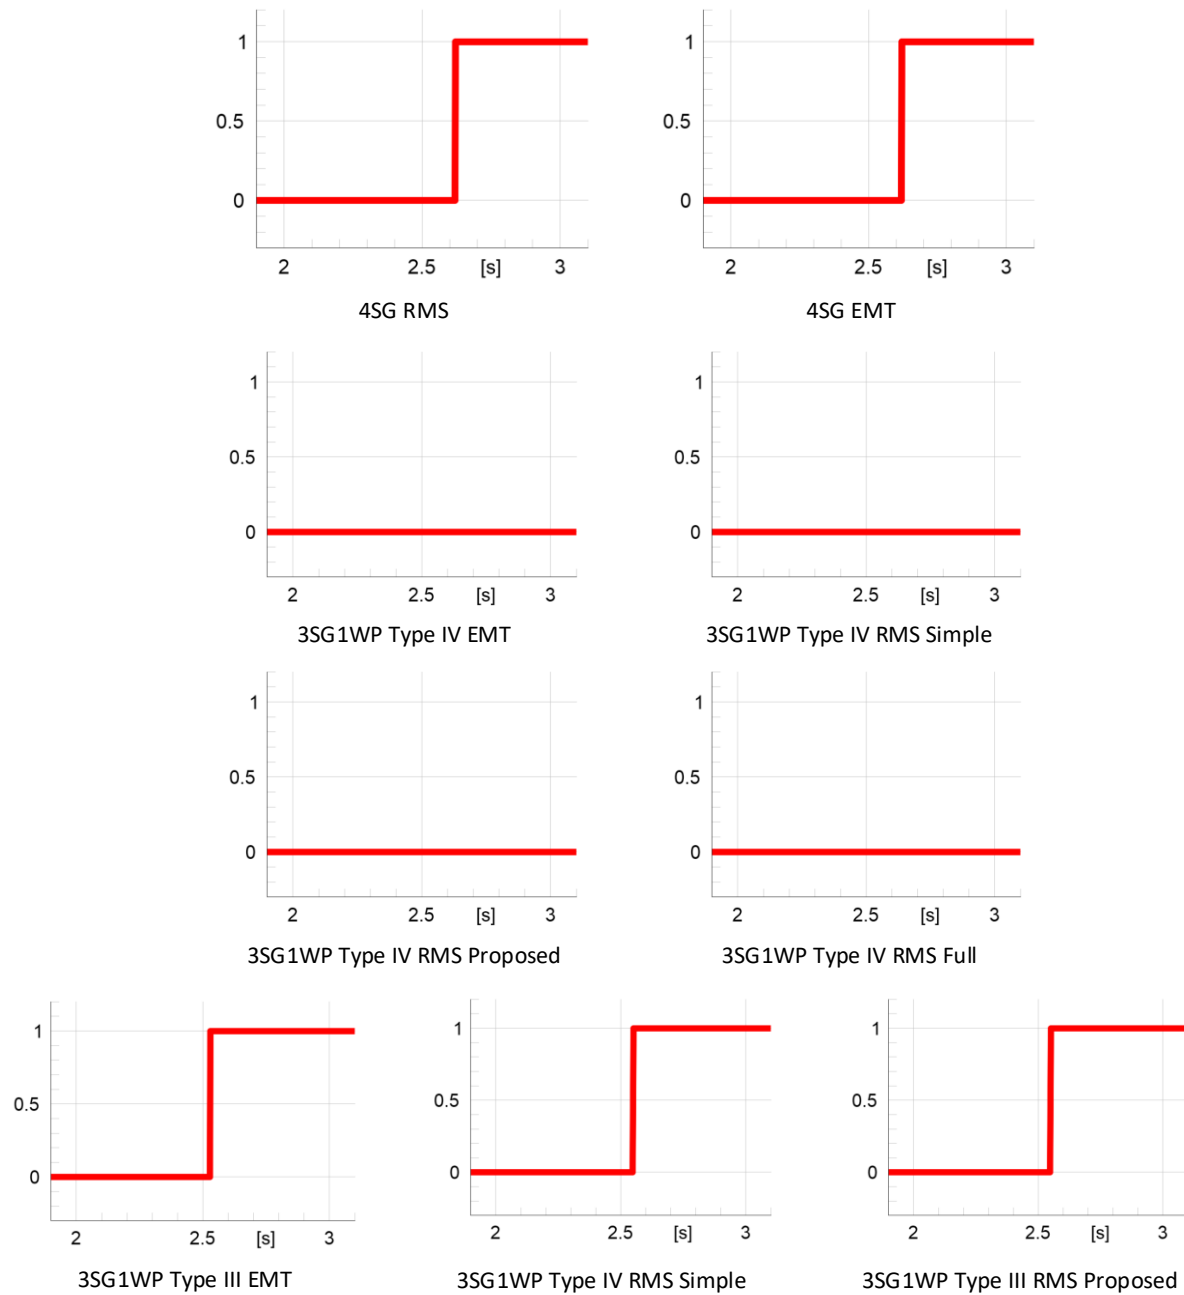 1 1
0.5 0.5
0 0
2 2.5 [s] 3 2 2.5 [s] 3
4SG RMS 4SG EMT
1 1
0.5 0.5
0 0
2 2.5 [s] 3 2 2.5 [s] 3
3SG1WP Type IV EMT 3SG1WP Type IV RMS Simple
1 1
0.5 0.5
0 0
2 2.5 [s] 3 2 2.5 [s] 3
3SG1WP Type IV RMS Proposed 3SG1WP Type IV RMS Full
1 1 1
0.5 0.5 0.5
0 0 0
2 2.5 [s] 3 2 2.5 [s] 3 2 2.5 [s] 3
3SG1WP Type III EMT 3SG1WP Type IV RMS Simple 3SG1WP Type III RMS Proposed